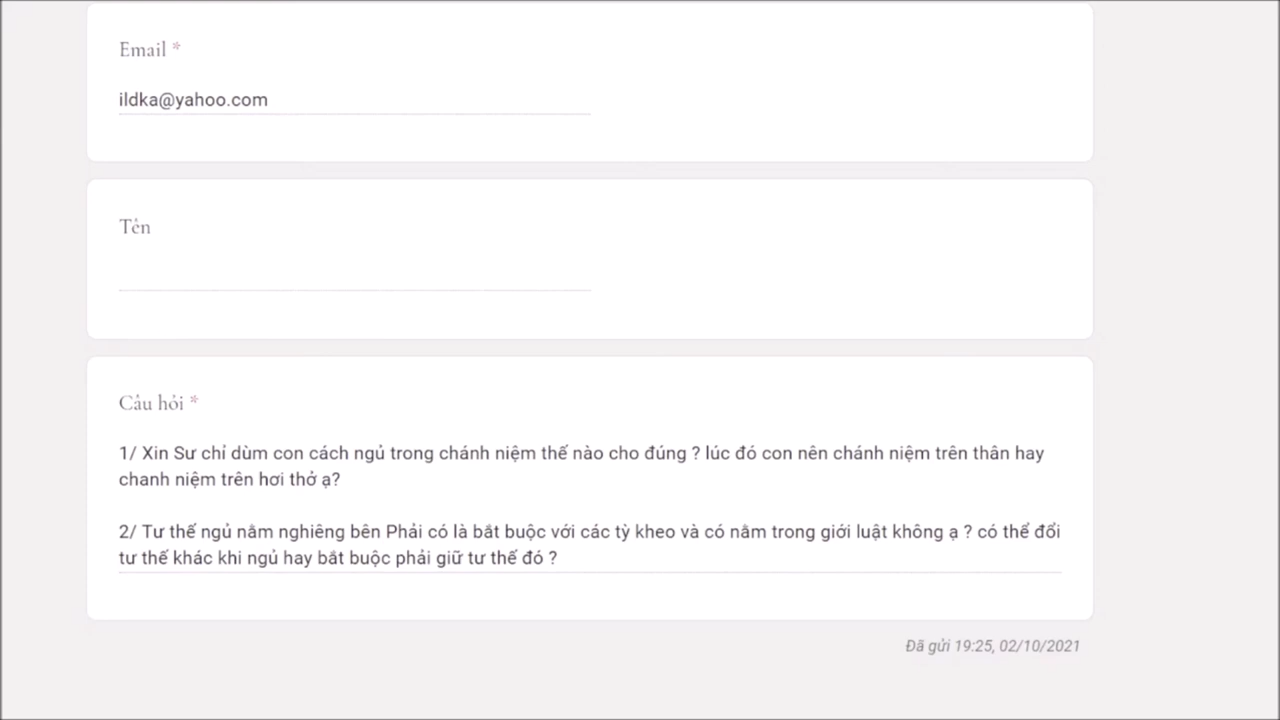 Email *
ildka@yahoo.com
Tên
Câu hỏi *
1/ Xin Sư chỉ dùm con cách ngủ trong chánh niệm thế nào cho đúng ? lúc đó con nên chánh niệm trên thân hay
chanh niệm trên hơi thở ạ?
2/ Tư thế ngủ nằm nghiêng bên Phải có là bắt buộc với các tỳ kheo và có nằm trong giới luật không ạ ? có thể đổi
tư thế khác khi ngủ hay bắt buộc phải giữ tư thế đó ?
Đã gửi 19:25, 02/10/2021